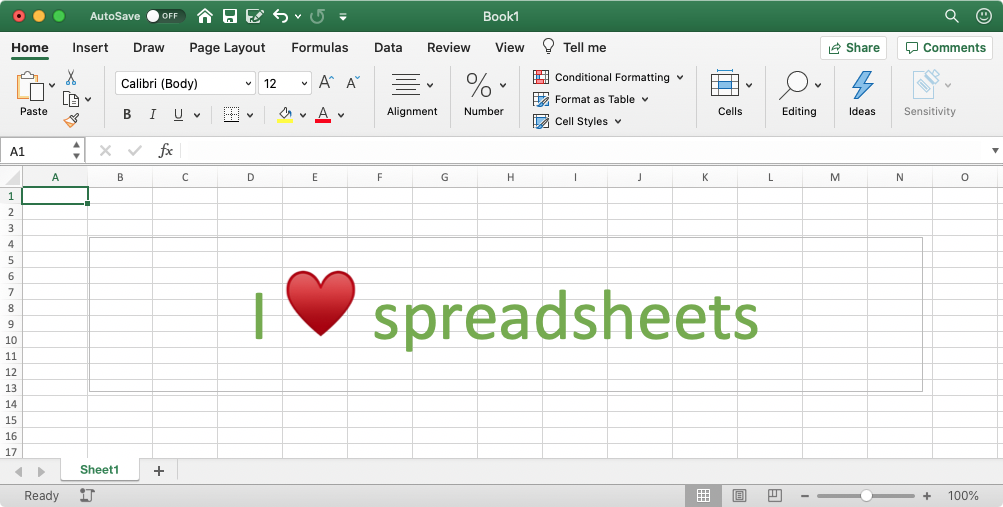 AutoSave OFF Book1
Home Insert Draw Page Layout Formulas Data Review View Tell me Share Comments
Paste
Calibri (Body) 12 A A
B I U A
Alignment
% Number
Conditional Formatting
Format as Table
Cell Styles
Cells
Editing
Ideas
Sensitivity
A1 fx
A B C D E F G H I J K L M N O
1
2
3
4
5
6
7
8
9
10
11
12
13
14
15
16
17
I ♥ spreadsheets
Sheet1 +
Ready 100%